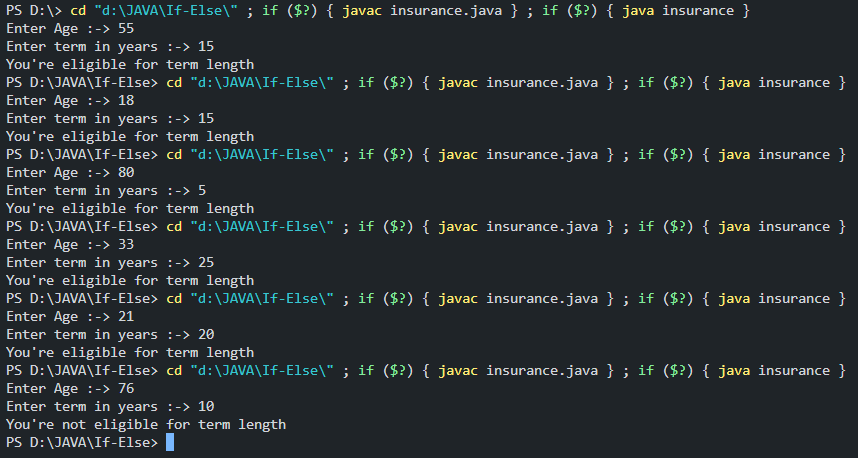 PS D:\> cd "d:\JAVA\If-Else\" ; if ($?) { javac insurance.java } ; if ($?) { java insurance }
Enter Age :-> 55
Enter term in years :-> 15
You're eligible for term length
PS D:\JAVA\If-Else> cd "d:\JAVA\If-Else\" ; if ($?) { javac insurance.java } ; if ($?) { java insurance }
Enter Age :-> 18
Enter term in years :-> 15
You're eligible for term length
PS D:\JAVA\If-Else> cd "d:\JAVA\If-Else\" ; if ($?) { javac insurance.java } ; if ($?) { java insurance }
Enter Age :-> 80
Enter term in years :-> 5
You're eligible for term length
PS D:\JAVA\If-Else> cd "d:\JAVA\If-Else\" ; if ($?) { javac insurance.java } ; if ($?) { java insurance }
Enter Age :-> 33
Enter term in years :-> 25
You're eligible for term length
PS D:\JAVA\If-Else> cd "d:\JAVA\If-Else\" ; if ($?) { javac insurance.java } ; if ($?) { java insurance }
Enter Age :-> 21
Enter term in years :-> 20
You're eligible for term length
PS D:\JAVA\If-Else> cd "d:\JAVA\If-Else\" ; if ($?) { javac insurance.java } ; if ($?) { java insurance }
Enter Age :-> 76
Enter term in years :-> 10
You're not eligible for term length
PS D:\JAVA\If-Else>